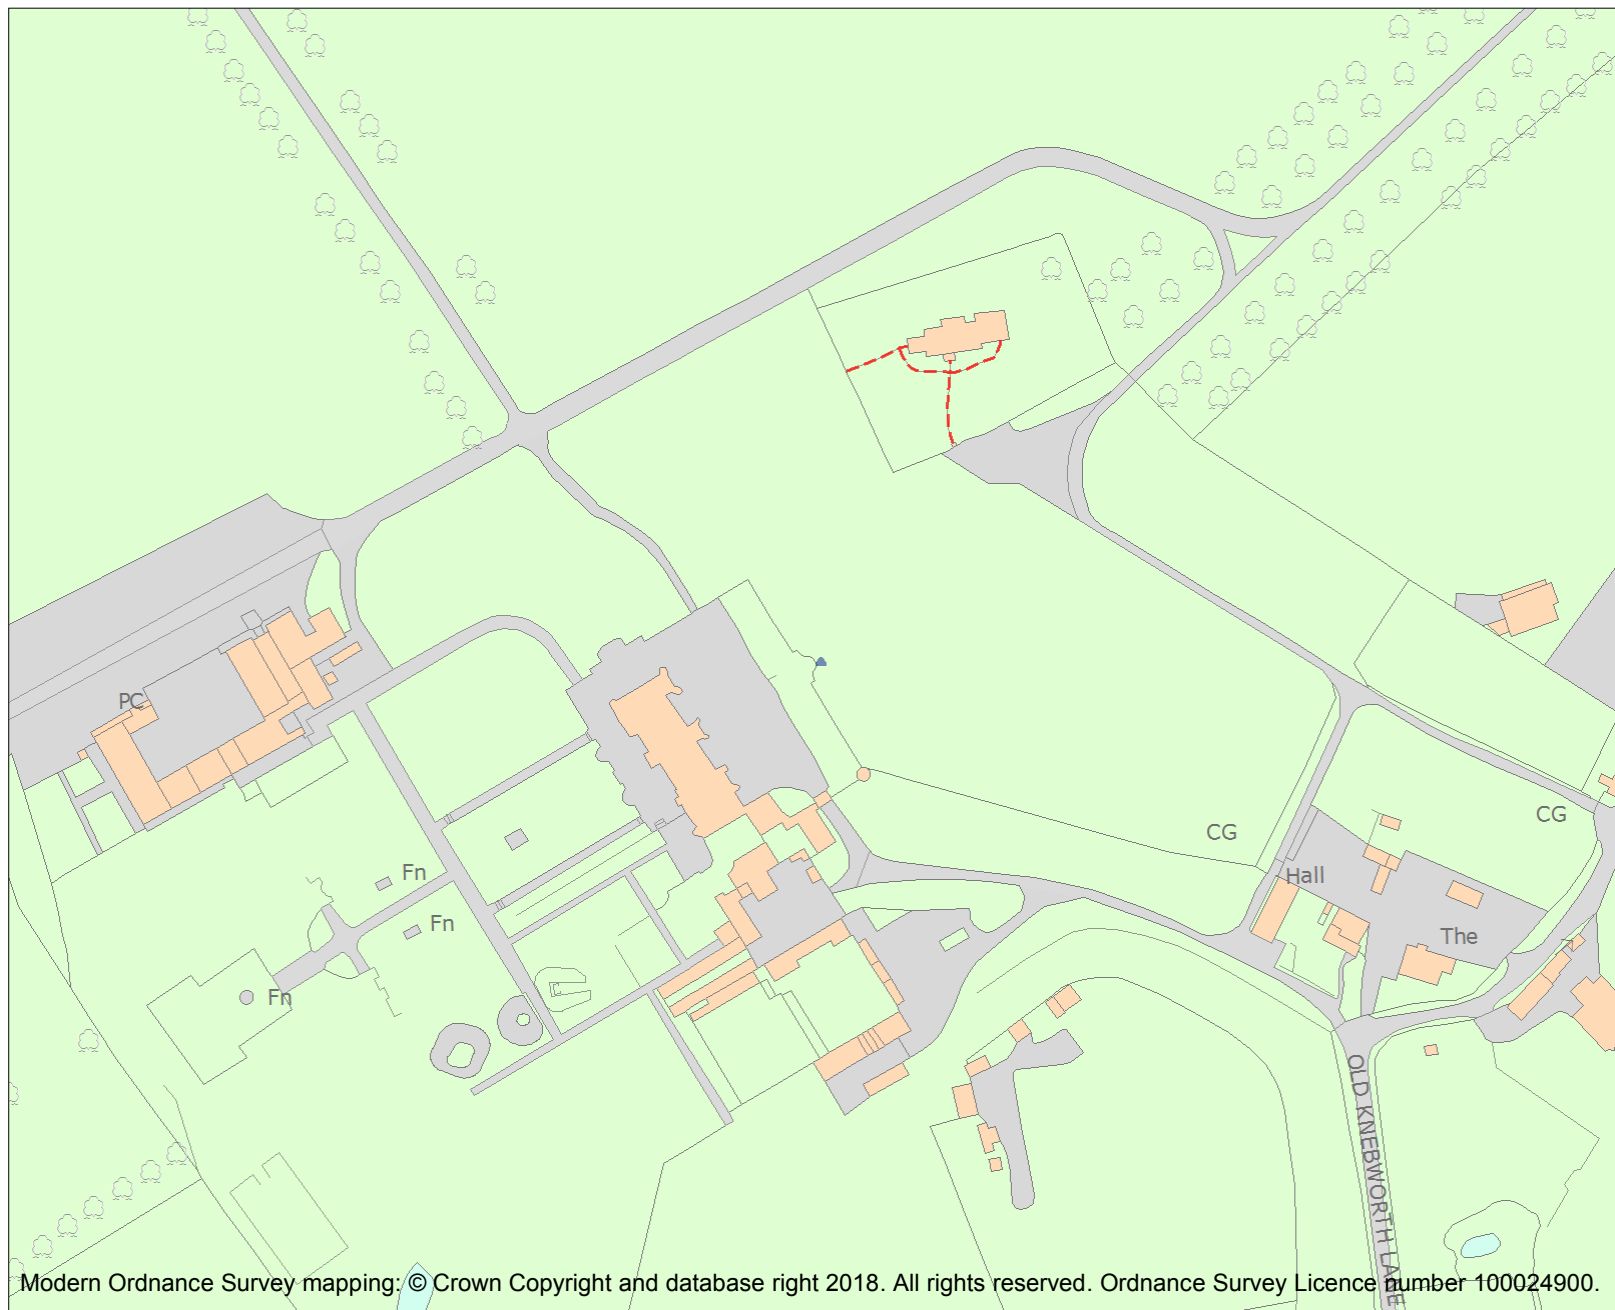 PC
CG
CG
Hall
Fn
Fn
The
Fn
OLD KNEBWORTH LANE
Modern Ordnance Survey mapping: © Crown Copyright and database right 2018. All rights reserved. Ordnance Survey Licence number 100024900.